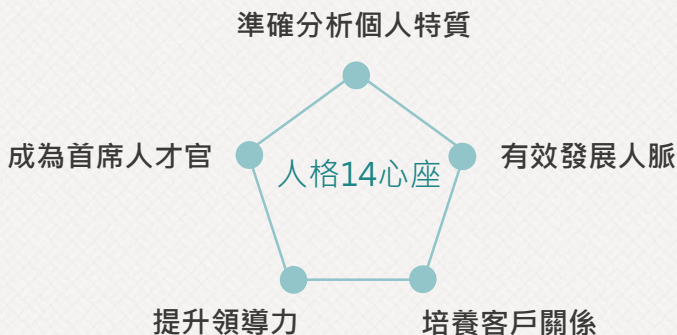 準確分析個人特質
成為首席人才官
人格14心座
有效發展人脈
提升領導力
培養客戶關係